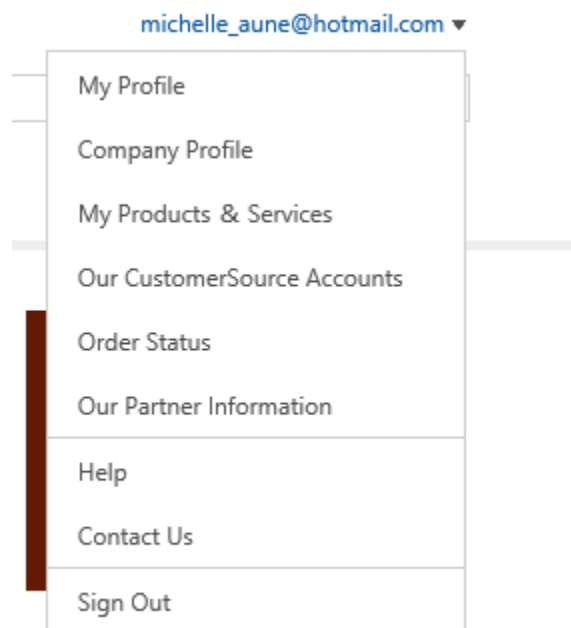 michelle_aune@hotmail.com
My Profile
Company Profile
My Products & Services
Our CustomerSource Accounts
Order Status
Our Partner Information
Help
Contact Us
Sign Out